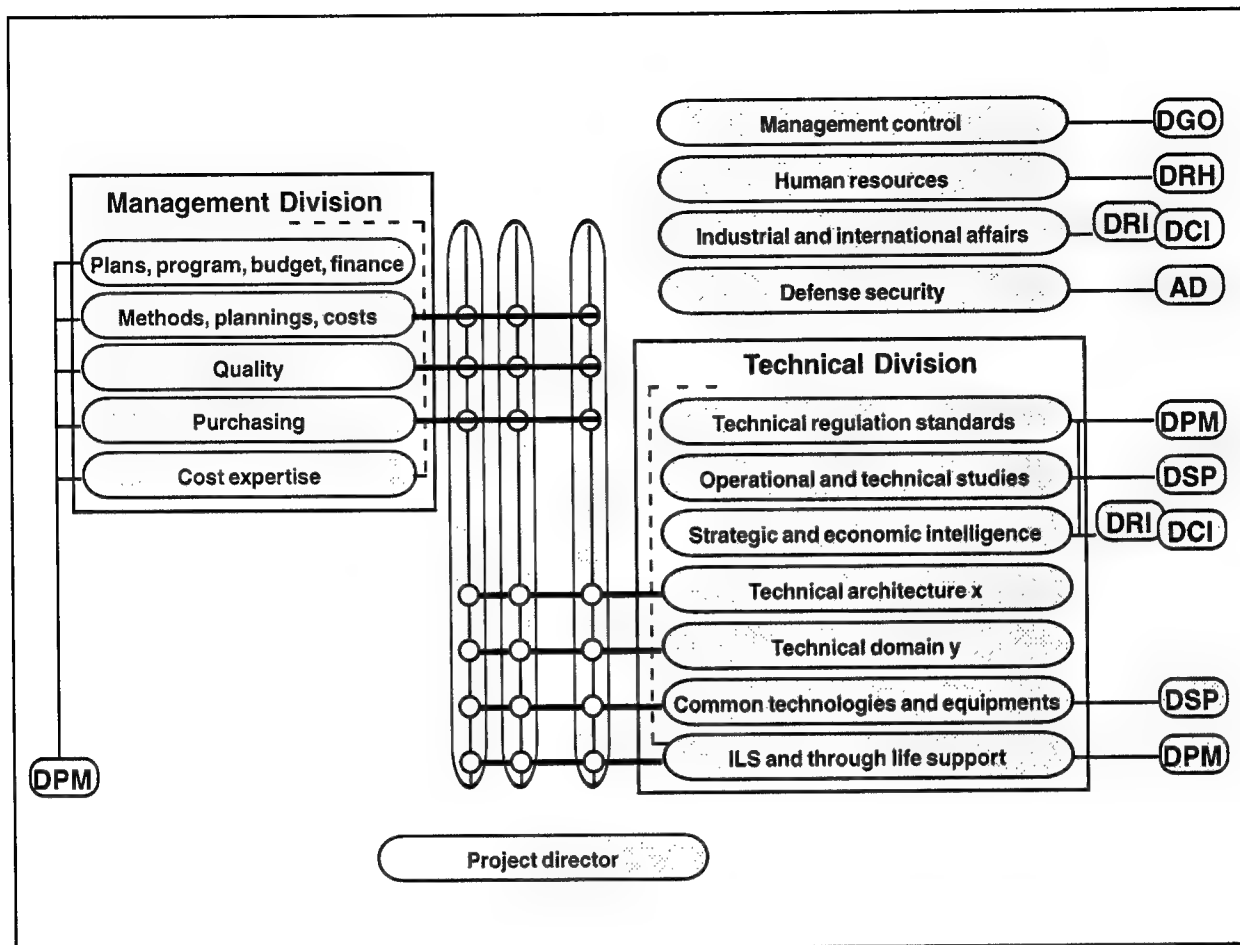 Management control
DGO
Human resources
DRH
Industrial and international affairs
DRI
DCI
Defense security
AD
Management Division
Plans, program, budget, finance
Methods, plannings, costs
Quality
Purchasing
Cost expertise
DPM
Technical Division
Technical regulation standards
DPM
Operational and technical studies
DSP
Strategic and economic intelligence
DRI
DCI
Technical architecture x
Technical domain y
Common technologies and equipments
DSP
ILS and through life support
DPM
Project director